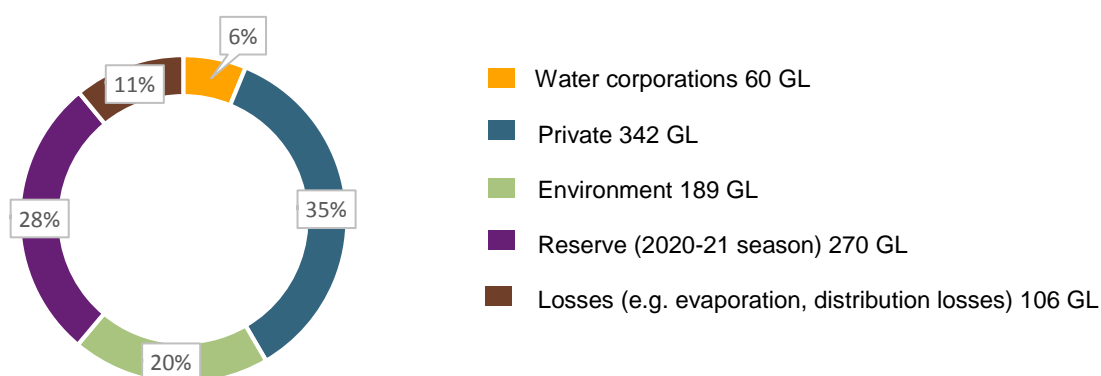 6%
11%
35%
28%
20%
Water corporations 60 GL
Private 342 GL
Environment 189 GL
Reserve (2020-21 season) 270 GL
Losses (e.g. evaporation, distribution losses) 106 GL